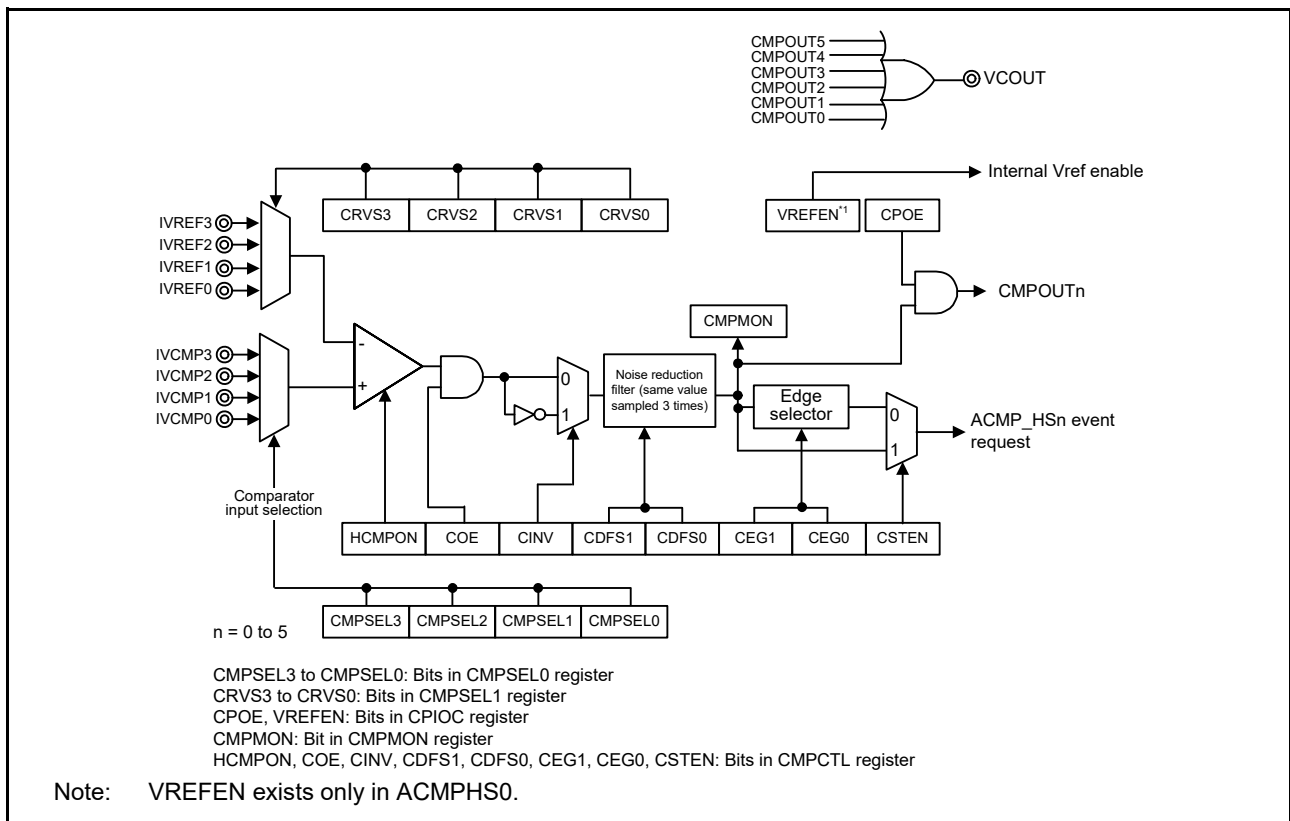 CMPOUT5
CMPOUT4
CMPOUT3
CMPOUT2
CMPOUT1
CMPOUT0
VCOUT
Internal Vref enable
CRVS3
CRVS2
CRVS1
CRVS0
VREFEN*1
CPOE
IVREF3
IVREF2
IVREF1
IVREF0
CMPOUTn
CMPMON
IVCMP3
IVCMP2
IVCMP1
IVCMP0
-
+
0
1
Noise reduction
filter (same value
sampled 3 times)
Edge
selector
0
1
ACMP_HSn event
request
Comparator
input selection
HCMPON
COE
CINV
CDFS1
CDFS0
CEG1
CEG0
CSTEN
CMPSEL3
CMPSEL2
CMPSEL1
CMPSEL0
n = 0 to 5
CMPSEL3 to CMPSEL0: Bits in CMPSEL0 register
CRVS3 to CRVS0: Bits in CMPSEL1 register
CPOE, VREFEN: Bits in CPIOC register
CMPMON: Bit in CMPMON register
HCMPON, COE, CINV, CDFS1, CDFS0, CEG1, CEG0, CSTEN: Bits in CMPCTL register
Note: VREFEN exists only in ACMPHS0.